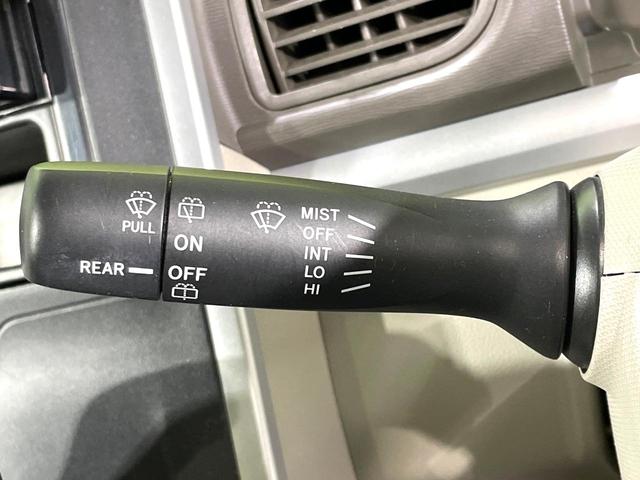 PULL
REAR
ON
OFF
MIST
OFF
INT
LO
HI